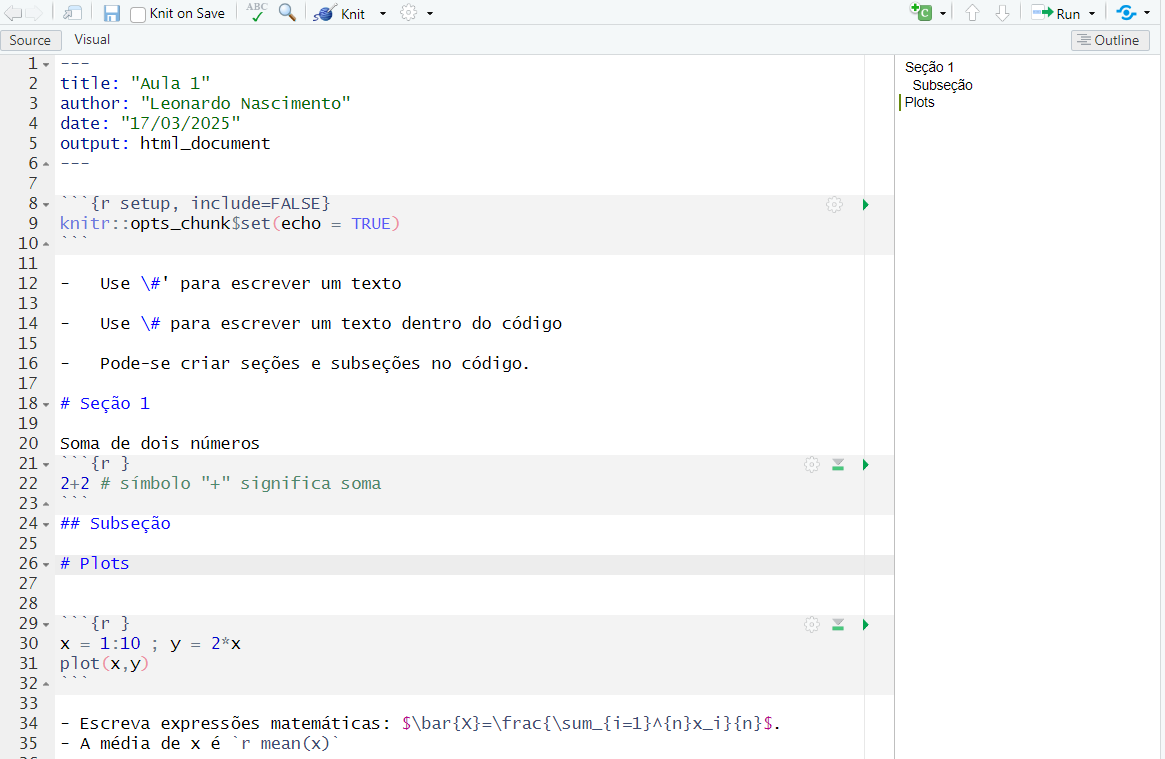 Knit on Save ABC Knit Run
Source Visual Outline
1 ---
2 title: "Aula 1"
3 author: "Leonardo Nascimento"
4 date: "17/03/2025"
5 output: html_document
6 ---
7
8 ```{r setup, include=FALSE}
9 knitr::opts_chunk$set(echo = TRUE)
10 ```
11
12 -   Use \#' para escrever um texto
13
14 -   Use \# para escrever um texto dentro do código
15
16 -   Pode-se criar seções e subseções no código.
17
18 # Seção 1
19
20 Soma de dois números
21 ```{r }
22 2+2 # símbolo "+" significa soma
23 ```
24 ## Subseção
25
26 # Plots
27
28
29 ```{r }
30 x = 1:10 ; y = 2*x
31 plot(x,y)
32 ```
33
34 - Escreva expressões matemáticas: $\bar{X}=\frac{\sum_{i=1}^{n}x_i}{n}$.
35 - A média de x é `r mean(x)`
Seção 1
Subseção
Plots